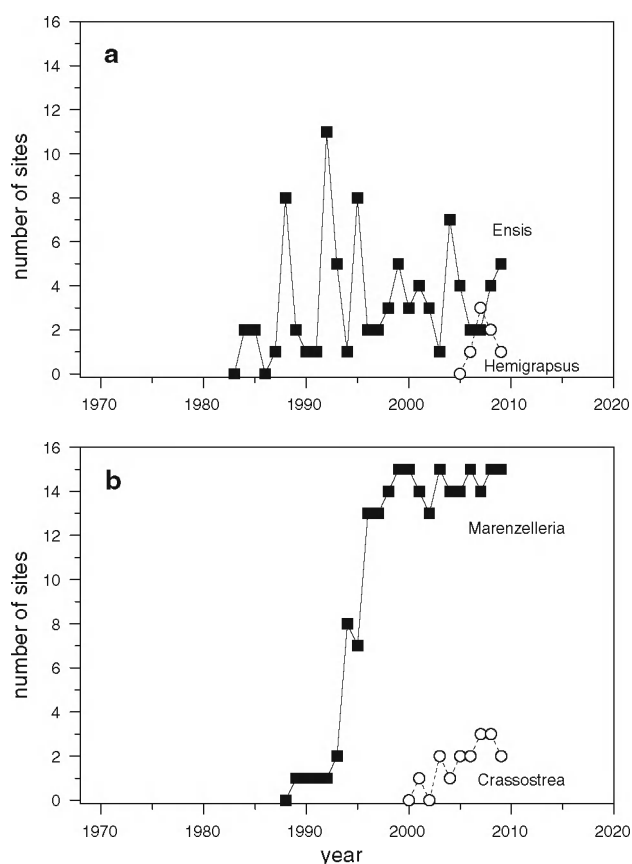 a
16
14
12
10
8
6
4
2
0
number of sites
Ensis
Hemigrapsus
1970 1980 1990 2000 2010 2020
b
16
14
12
10
8
6
4
2
0
number of sites
Marenzelleria
Crassostrea
1970 1980 1990 2000 2010 2020
year